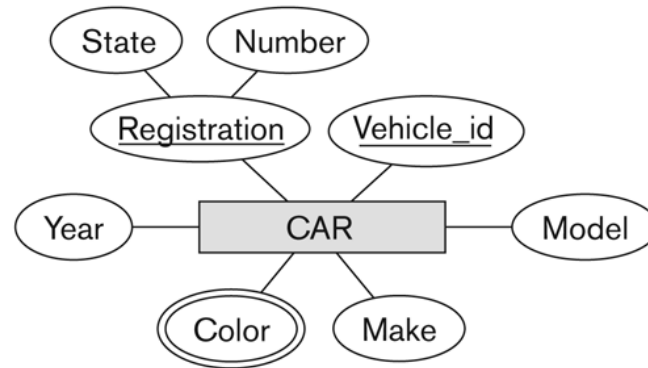 State
Number
Registration
Vehicle_id
Year
CAR
Model
Color
Make